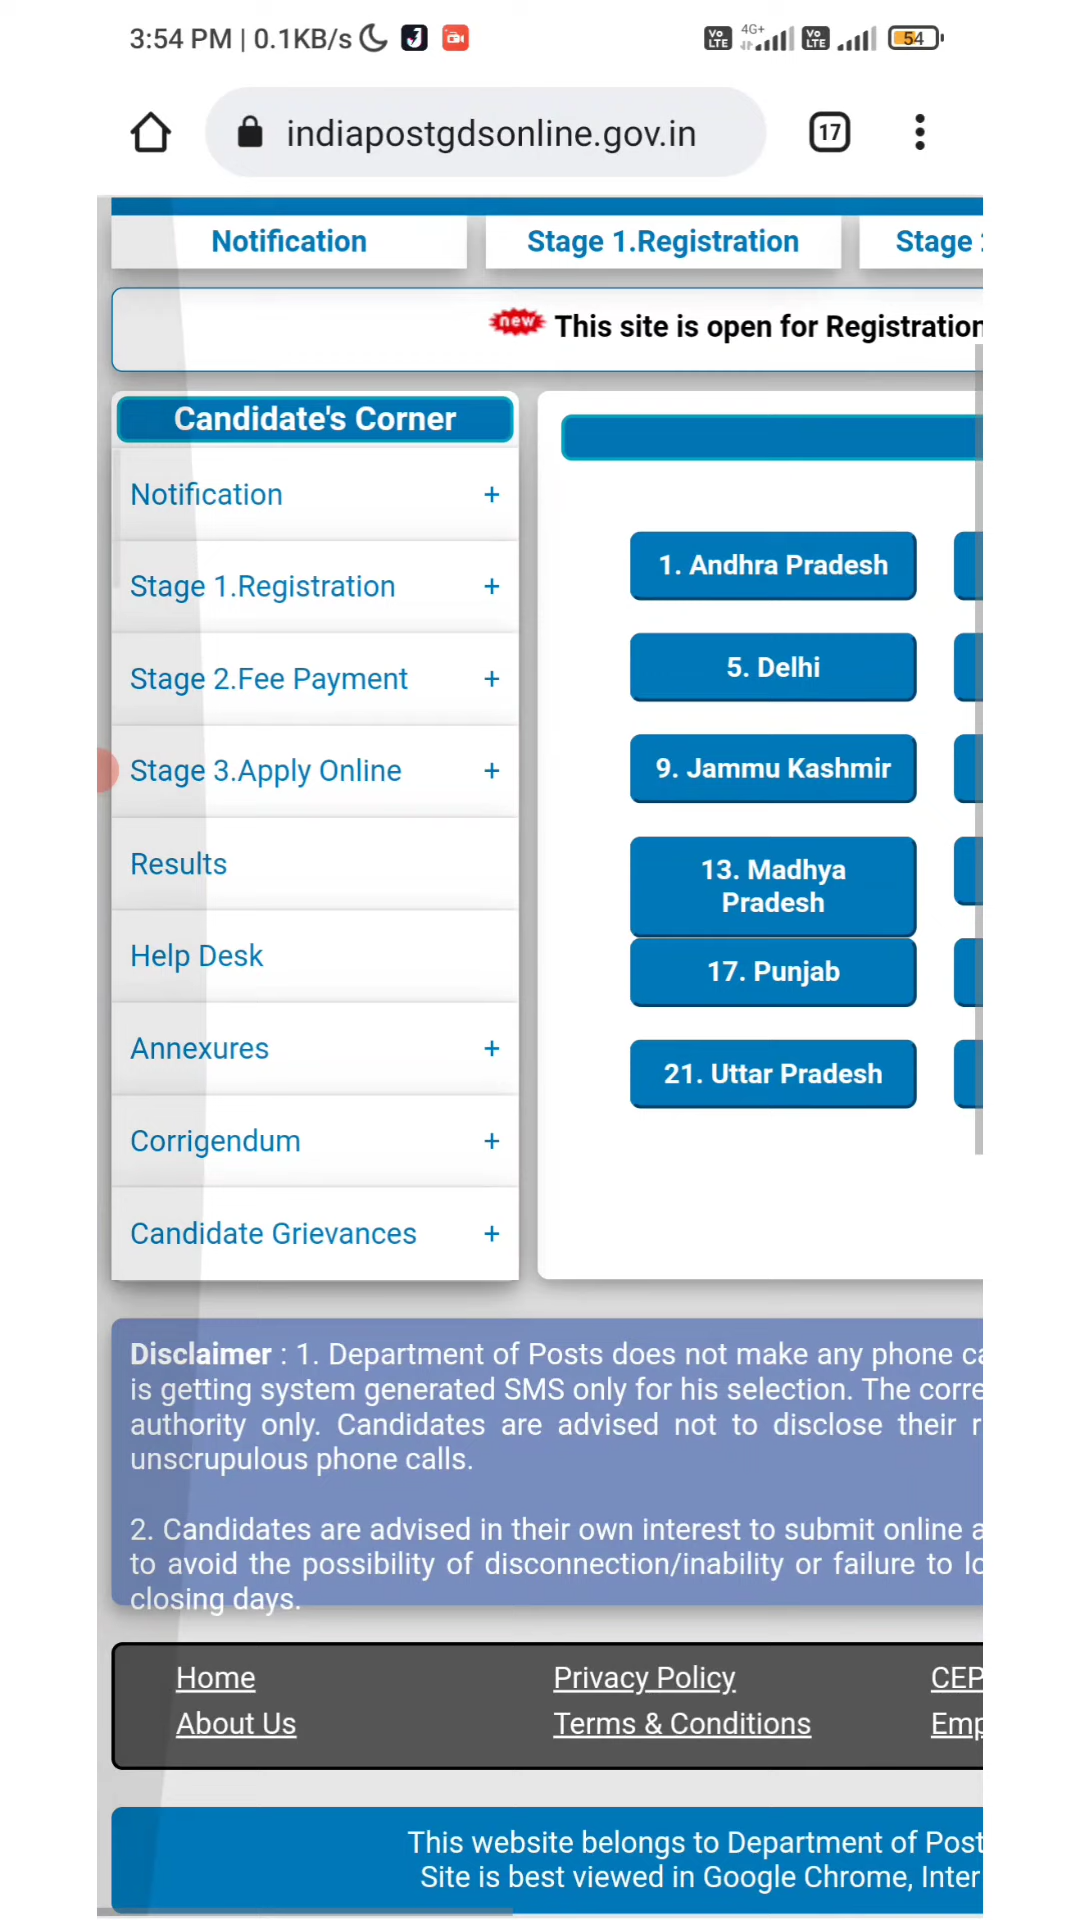 3:54 PM | 0.1KB/s
Vo LTE 4G+ Vo LTE 54
indiapostgdsonline.gov.in
17
Notification Stage 1.Registration Stage
new This site is open for Registration
Candidate's Corner
Notification +
Stage 1.Registration +
Stage 2.Fee Payment +
Stage 3.Apply Online +
Results
Help Desk
Annexures +
Corrigendum +
Candidate Grievances +
1. Andhra Pradesh
5. Delhi
9. Jammu Kashmir
13. Madhya
Pradesh
17. Punjab
21. Uttar Pradesh
Disclaimer : 1. Department of Posts does not make any phone
is getting system generated SMS only for his selection. The
authority only. Candidates are advised not to disclose their
unscrupulous phone calls.
2. Candidates are advised in their own interest to submit online
to avoid the possibility of disconnection/inability or failure to
closing days.
Home Privacy Policy CEP
About Us Terms & Conditions Emp
This website belongs to Department of Post
Site is best viewed in Google Chrome, Inter